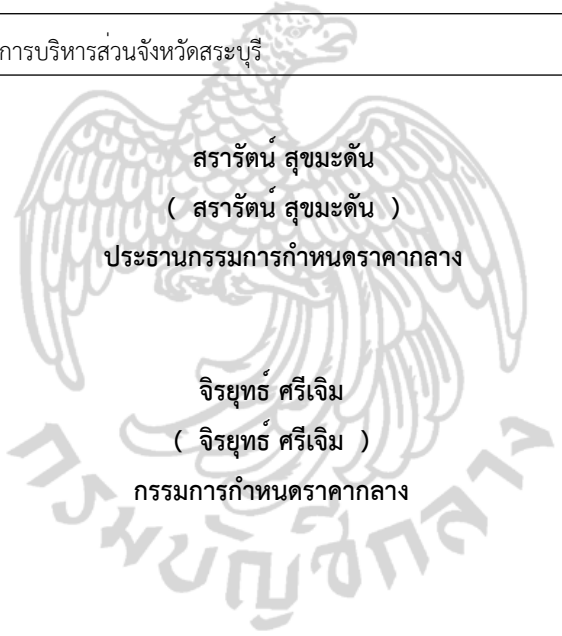 การบริหารส่วนจังหวัดสระบุรี
สรารัตน์ สุขมะดัน
( สรารัตน์ สุขมะดัน )
ประธานกรรมการกำหนดราคากลาง
จิรยุทธ์ ศรีเจิม
( จิรยุทธ์ ศรีเจิม )
กรรมการกำหนดราคากลาง
กรมบัญชีกลาง